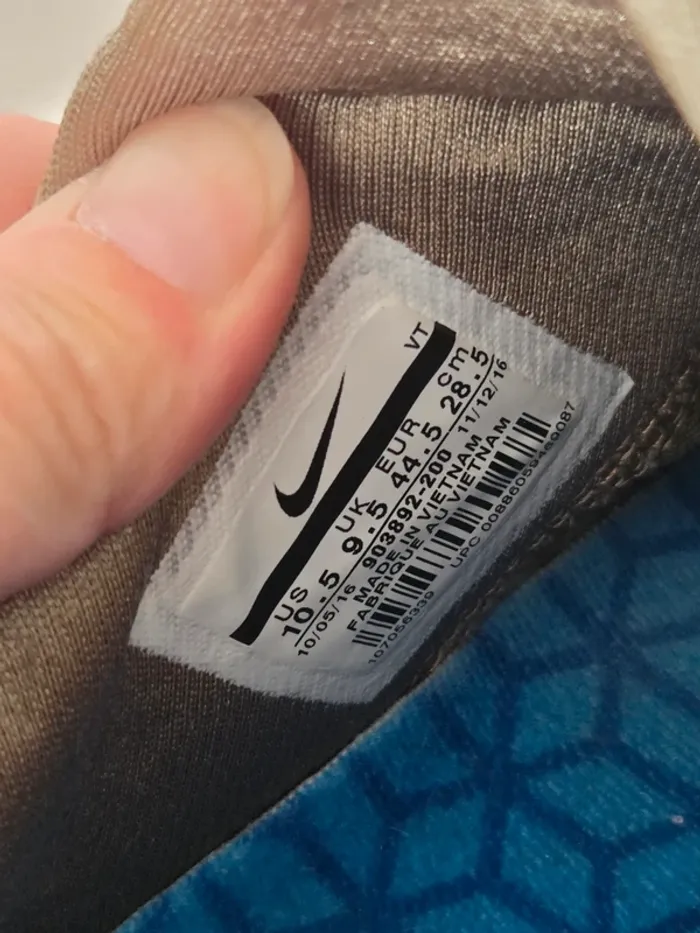 VT
US UK EUR cm
10.5 9.5 44.5 28.5
10/05/16 903892-200 11/12/16
MADE IN VIETNAM
FABRIQUE AU VIETNAM
UPC